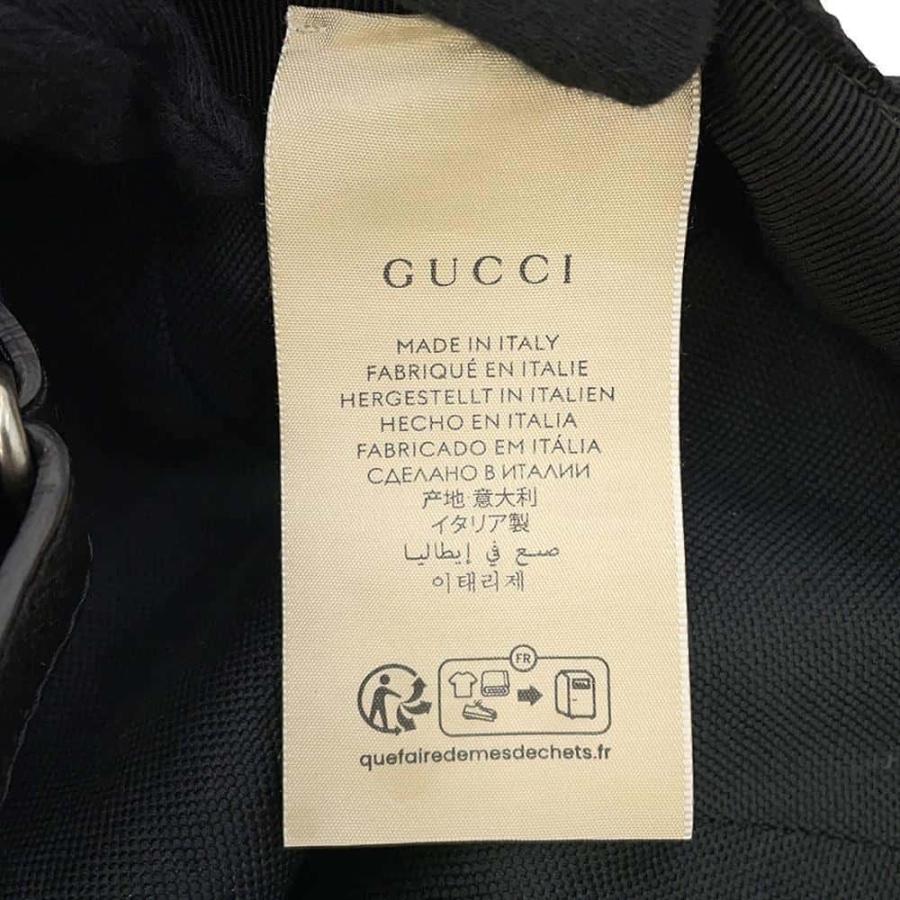 GUCCI
MADE IN ITALY
FABRIQUÉ EN ITALIE
HERGESTELLT IN ITALIEN
HECHO EN ITALIA
FABRICADO EM ITÁLIA
СДЕЛАНО В ИТАЛИИ
产地 意大利
イタリア製
صنع في إيطاليا
이태리제
FR
quefairedemesdechets.fr